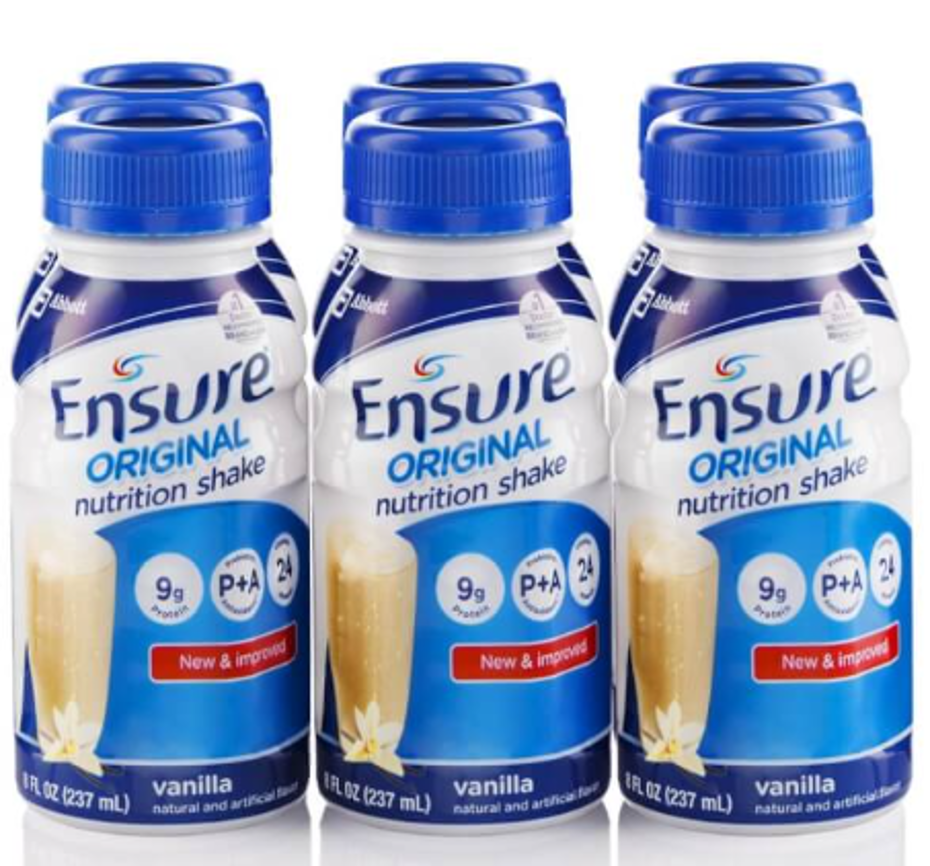 Abbott
Ensure
ORIGINAL
nutrition shake
9g
Protein
P+A
24
New & improved
8 FL OZ (237 mL)
vanilla
natural and artificial flavor
Abbott
Ensure
ORIGINAL
nutrition shake
9g
Protein
P+A
24
New & improved
8 FL OZ (237 mL)
vanilla
natural and artificial flavor
Abbott
Ensure
ORIGINAL
nutrition shake
9g
Protein
P+A
24
New & improved
8 FL OZ (237 mL)
vanilla
natural and artificial flavor